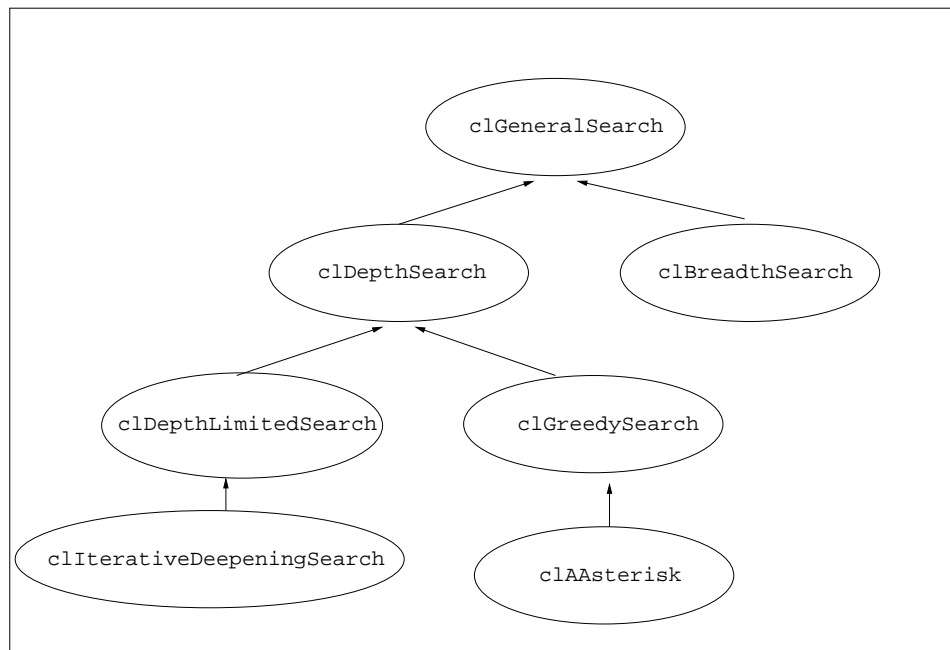 clGeneralSearch
clDepthSearch
clBreadthSearch
clDepthLimitedSearch
clGreedySearch
clIterativeDeepeningSearch
clAAsterisk